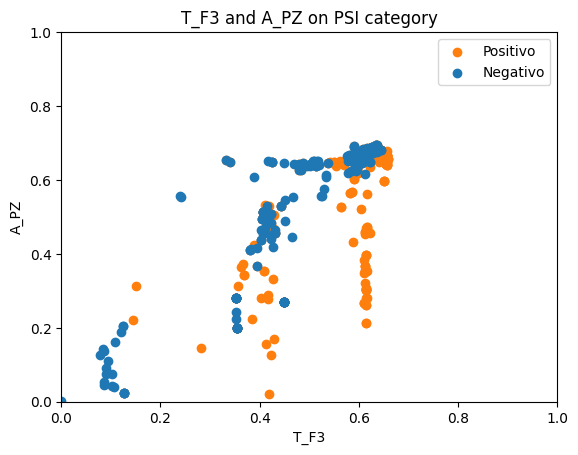 T_F3 and A_PZ on PSI category
Positivo
Negativo
1.0
0.8
0.6
0.4
0.2
0.0
A_PZ
0.0 0.2 0.4 0.6 0.8 1.0
T_F3